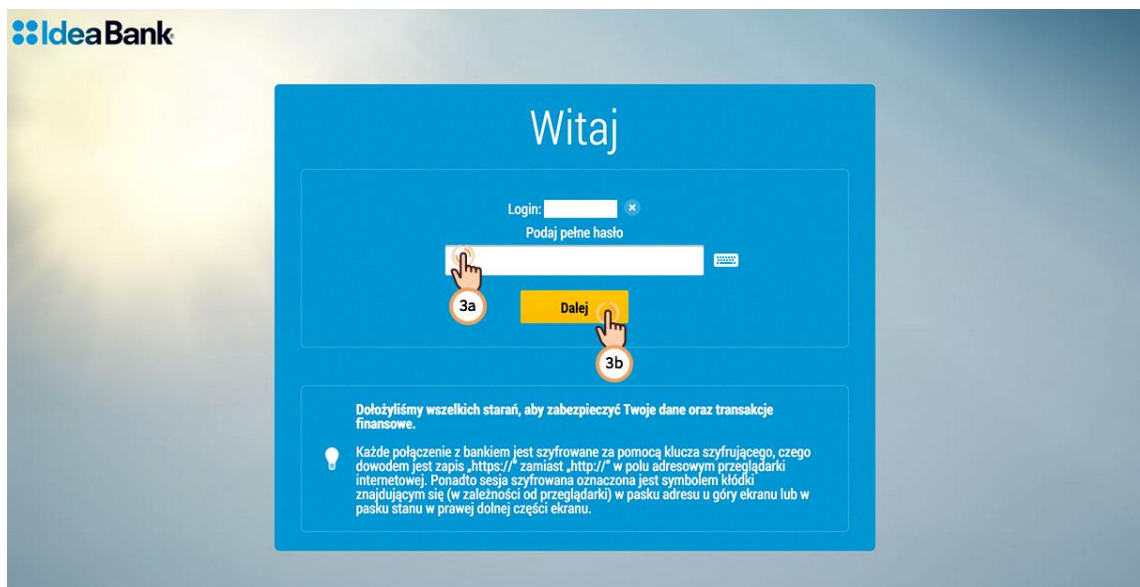 IdeaBank
Witaj
Login:
Podaj pełne hasło
3a
Dalej
3b
Dołożyliśmy wszelkich starań, aby zabezpieczyć Twoje dane oraz transakcje
finansowe.
Każde połączenie z bankiem jest szyfrowane za pomocą klucza szyfrującego, czego
dowodem jest zapis „https://” zamiast „http://” w polu adresowym przeglądarki
internetowej. Ponadto sesja szyfrowana oznaczona jest symbolem kłódki
znajdującym się (w zależności od przeglądarki) w pasku adresu u góry ekranu lub w
pasku stanu w prawej dolnej części ekranu.